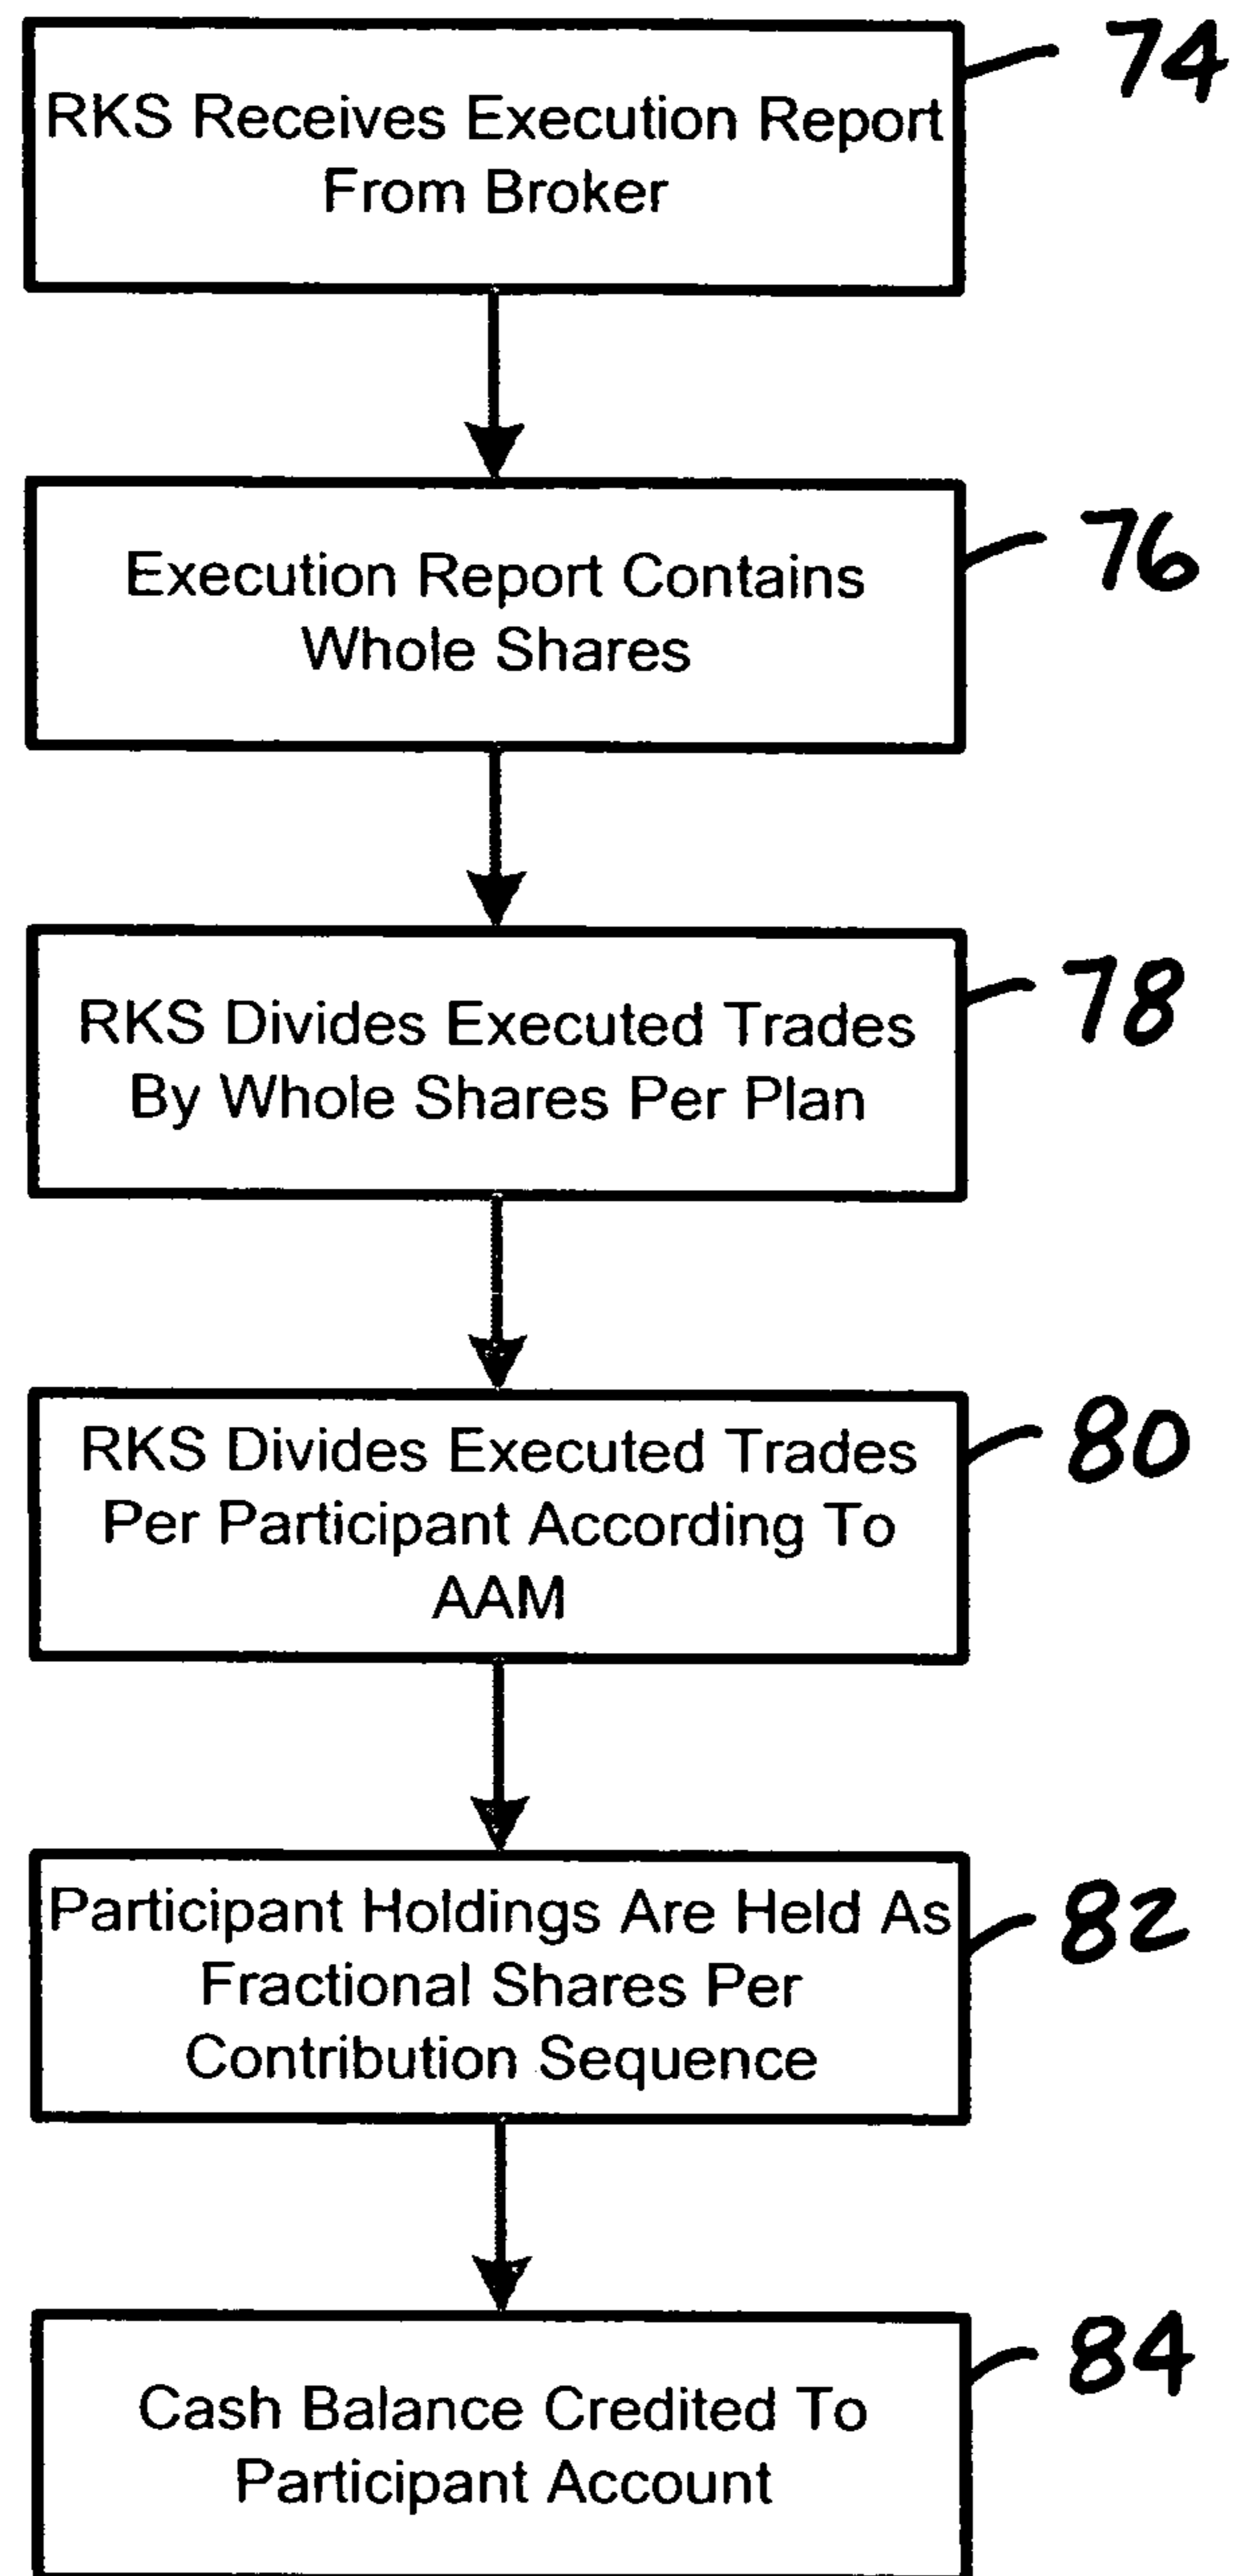 RKS Receives Execution Report
From Broker
74
Execution Report Contains
Whole Shares
76
RKS Divides Executed Trades
By Whole Shares Per Plan
78
RKS Divides Executed Trades
Per Participant According To
AAM
80
Participant Holdings Are Held As
Fractional Shares Per
Contribution Sequence
82
Cash Balance Credited To
Participant Account
84